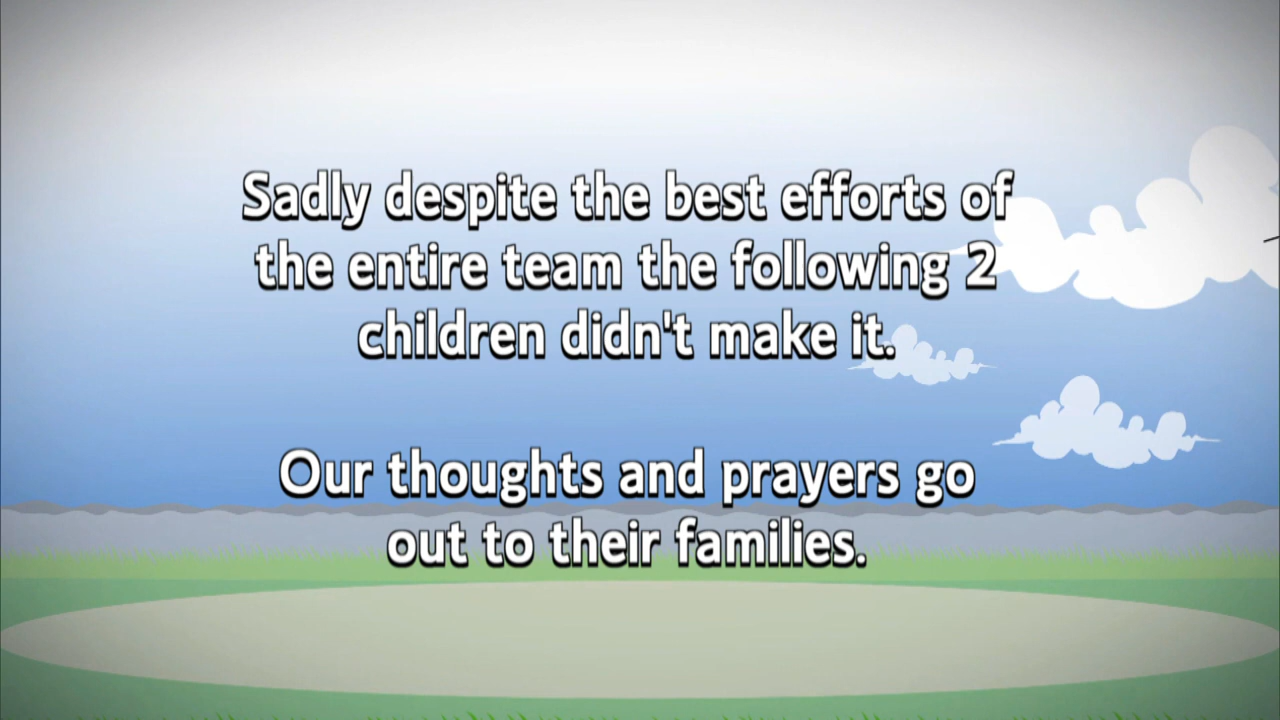 Sadly despite the best efforts of
the entire team the following 2
children didn't make it.
Our thoughts and prayers go
out to their families.